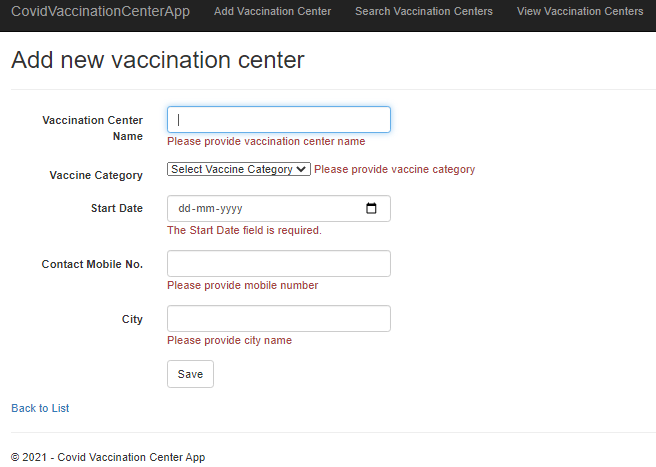 CovidVaccinationCenterApp Add Vaccination Center Search Vaccination Centers View Vaccination Centers
Add new vaccination center
Vaccination Center
Name
Please provide vaccination center name
Vaccine Category Select Vaccine Category Please provide vaccine category
Start Date dd-mm-yyyy
The Start Date field is required.
Contact Mobile No.
Please provide mobile number
City
Please provide city name
Save
Back to List
© 2021 - Covid Vaccination Center App